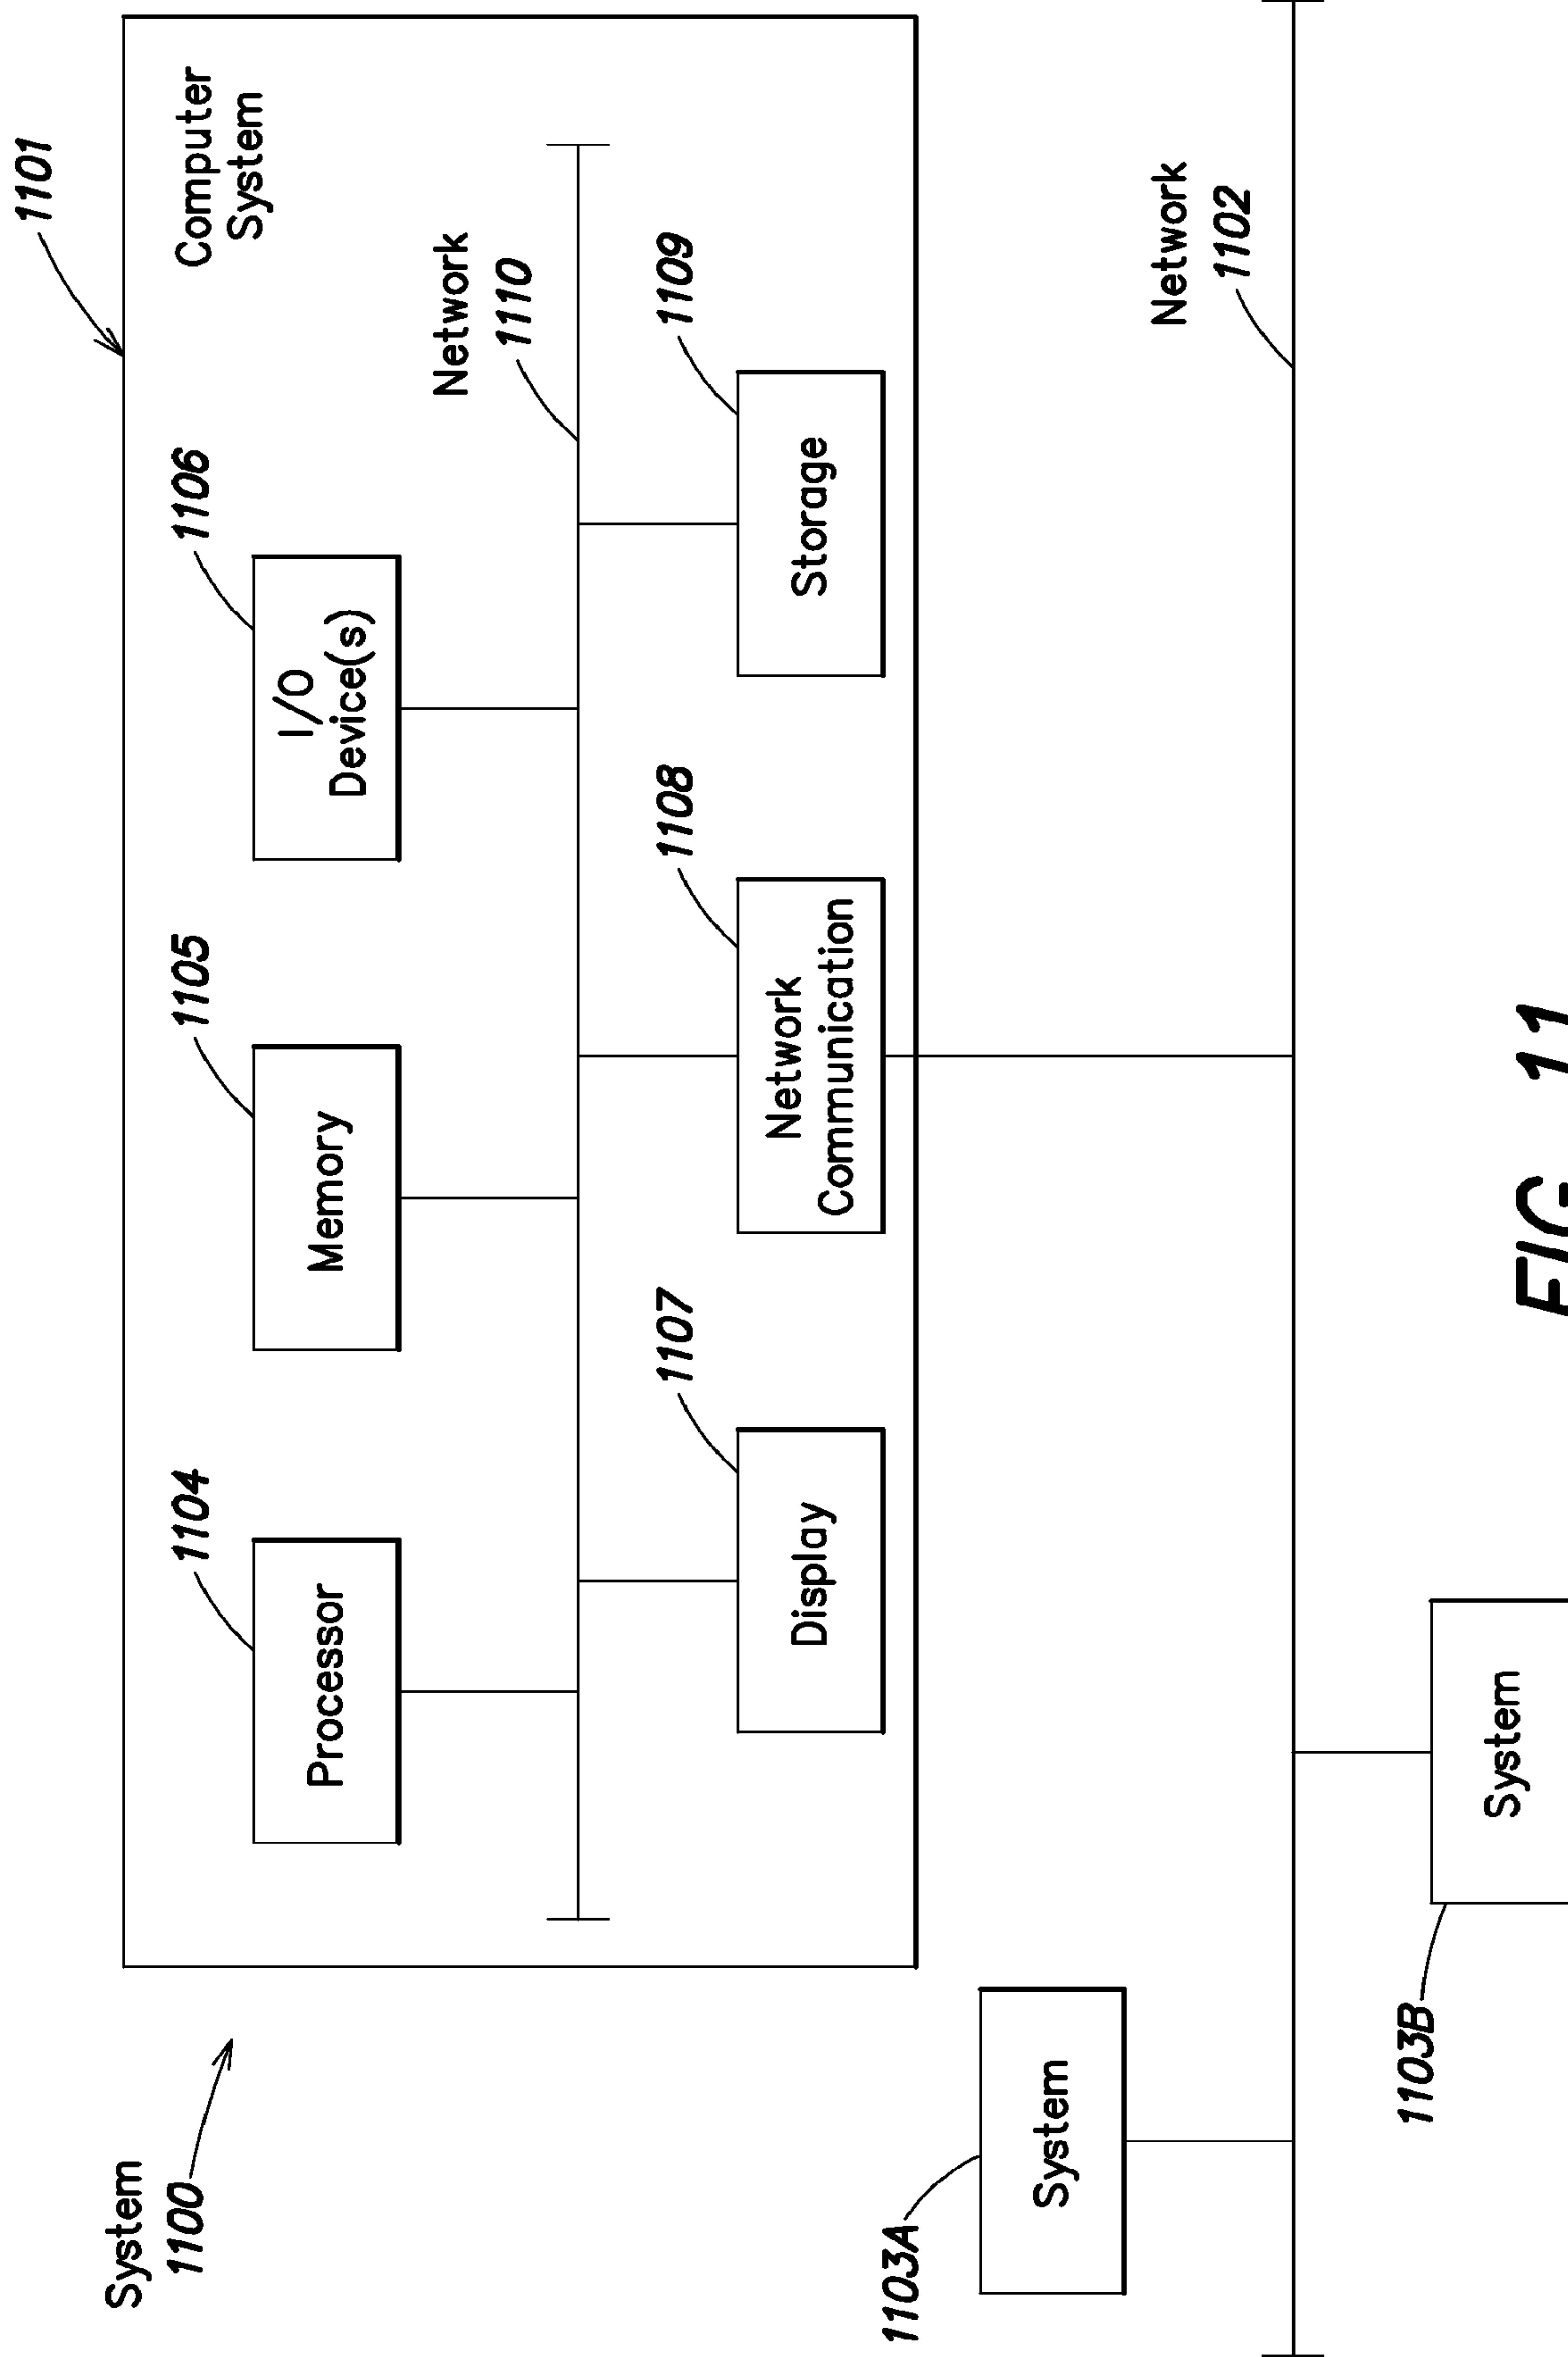 System
1100
1101
Computer
System
1104
Processor
1105
Memory
1106
I/O
Device(s)
Network
1110
1107
Display
1108
Network
Communication
1109
Storage
1103A
System
Network
1102
1103B
System
FIG. 11